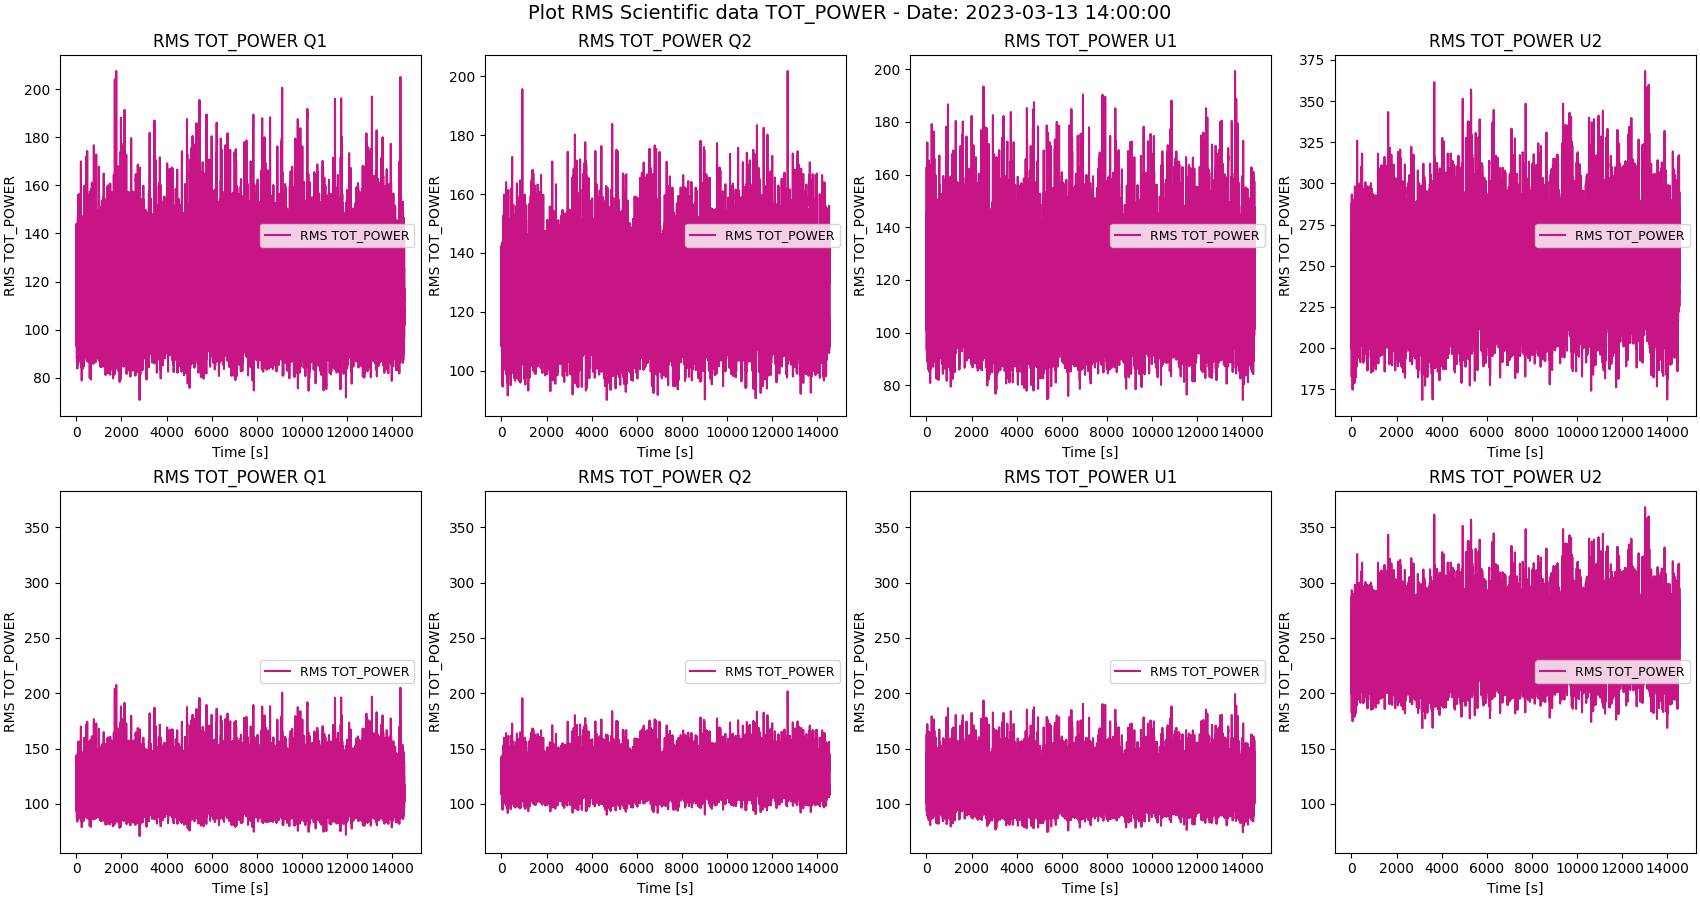 Plot RMS Scientific data TOT_POWER - Date: 2023-03-13 14:00:00
RMS TOT_POWER Q1
RMS TOT_POWER
200
180
160
140
120
100
80
RMS TOT_POWER
0 2000 4000 6000 8000 10000 12000 14000
Time [s]
RMS TOT_POWER Q2
RMS TOT_POWER
200
180
160
140
120
100
RMS TOT_POWER
0 2000 4000 6000 8000 10000 12000 14000
Time [s]
RMS TOT_POWER U1
RMS TOT_POWER
200
180
160
140
120
100
80
RMS TOT_POWER
0 2000 4000 6000 8000 10000 12000 14000
Time [s]
RMS TOT_POWER U2
RMS TOT_POWER
375
350
325
300
275
250
225
200
175
RMS TOT_POWER
0 2000 4000 6000 8000 10000 12000 14000
Time [s]
RMS TOT_POWER Q1
RMS TOT_POWER
350
300
250
200
150
100
RMS TOT_POWER
0 2000 4000 6000 8000 10000 12000 14000
Time [s]
RMS TOT_POWER Q2
RMS TOT_POWER
350
300
250
200
150
100
RMS TOT_POWER
0 2000 4000 6000 8000 10000 12000 14000
Time [s]
RMS TOT_POWER U1
RMS TOT_POWER
350
300
250
200
150
100
RMS TOT_POWER
0 2000 4000 6000 8000 10000 12000 14000
Time [s]
RMS TOT_POWER U2
RMS TOT_POWER
350
300
250
200
150
100
RMS TOT_POWER
0 2000 4000 6000 8000 10000 12000 14000
Time [s]